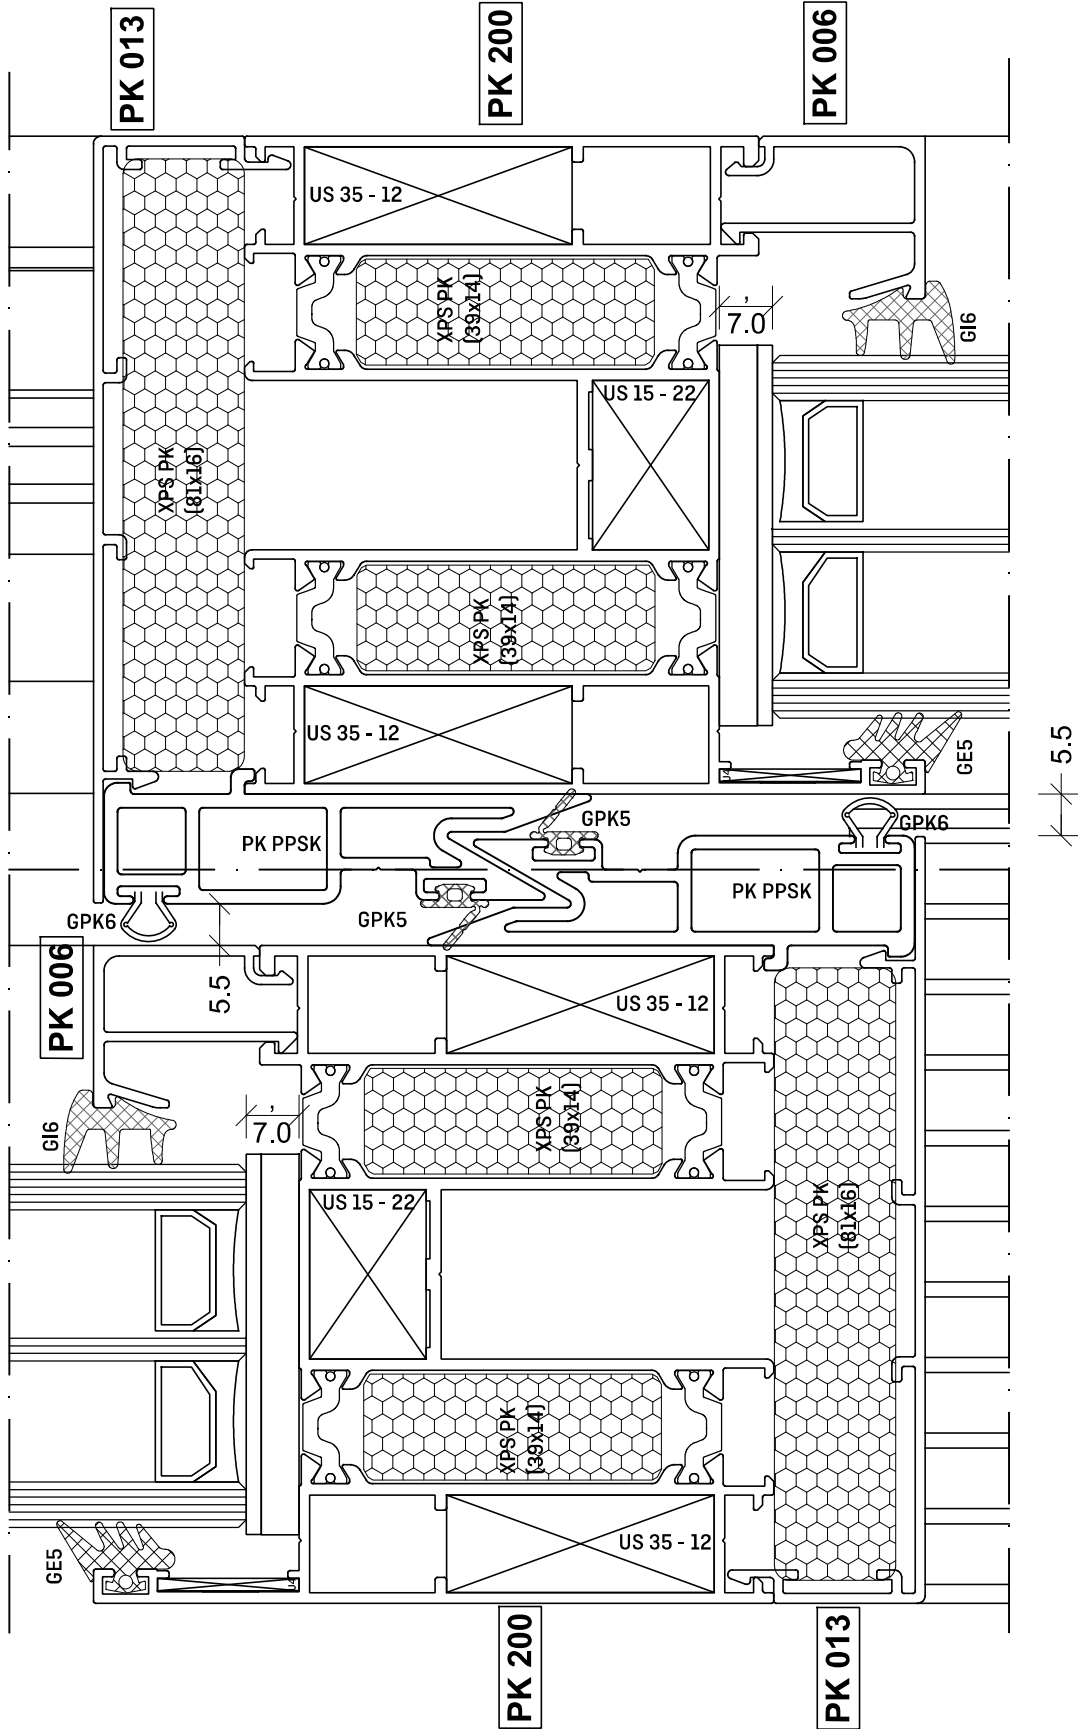 PK 013
PK 200
PK 006
US 35 - 12
XPS PK
(39x14)
,
7.0
GI6
US 15 - 22
XPS PK
(81x16)
XPS PK
(39x14)
US 35 - 12
J4
GE5
5.5
GPK5
GPK6
PK PPSK
PK PPSK
GPK6
GPK5
PK 006
5.5
US 35 - 12
GI6
,
7.0
XPS PK
(39x14)
US 15 - 22
XPS PK
(81x16)
XPS PK
(39x14)
US 35 - 12
GE5
J4
PK 200
PK 013